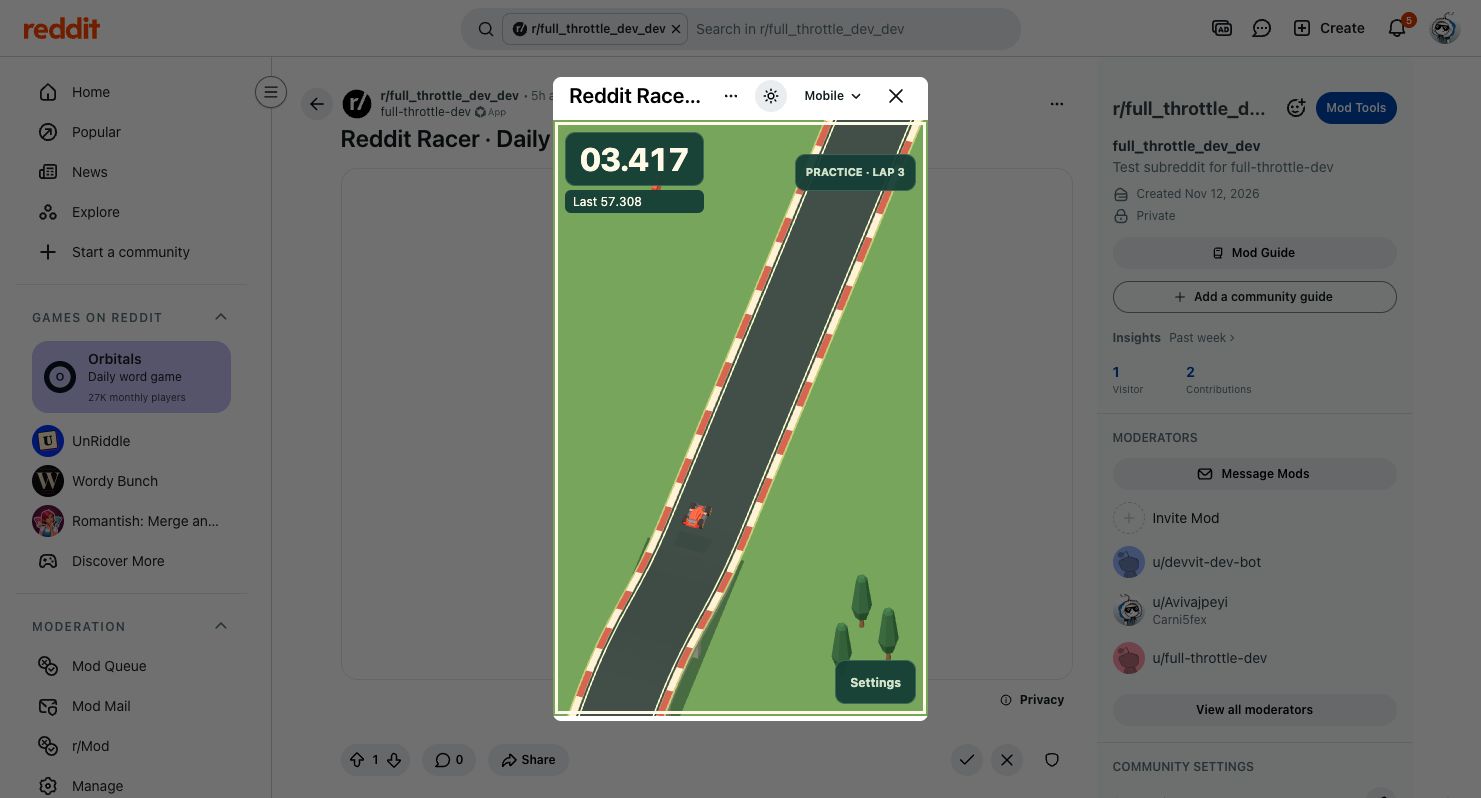 reddit
r/full_throttle_dev_dev
Search in r/full_throttle_dev_dev
AD
Create
5
Home
Popular
News
Explore
Start a community
GAMES ON REDDIT
Orbitals
Daily word game
27K monthly players
UnRiddle
Wordy Bunch
Romantish: Merge an...
Discover More
MODERATION
Mod Queue
Mod Mail
r/Mod
Manage
r/
r/full_throttle_dev_dev • 5h a
full-throttle-dev App
Reddit Racer · Daily
Reddit Race...
Mobile
03.417
Last 57.308
PRACTICE · LAP 3
Settings
Privacy
1
0
Share
r/full_throttle_d...
Mod Tools
full_throttle_dev_dev
Test subreddit for full-throttle-dev
Created Nov 12, 2026
Private
Mod Guide
Add a community guide
Insights Past week
1
Visitor
2
Contributions
MODERATORS
Message Mods
Invite Mod
u/devvit-dev-bot
u/Avivajpeyi
Carni5fex
u/full-throttle-dev
View all moderators
COMMUNITY SETTINGS